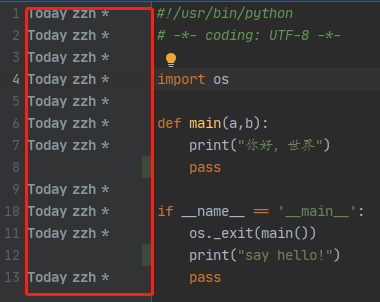 1 Today zzh * #!/usr/bin/python
2 Today zzh * # -*- coding: UTF-8 -*-
3 Today zzh *
4 Today zzh * import os
5 Today zzh *
6 Today zzh * def main(a,b):
7 Today zzh * print("你好，世界")
8 pass
9 Today zzh *
10 Today zzh * if __name__ == '__main__':
11 Today zzh * os._exit(main())
12 print("say hello!")
13 Today zzh * pass